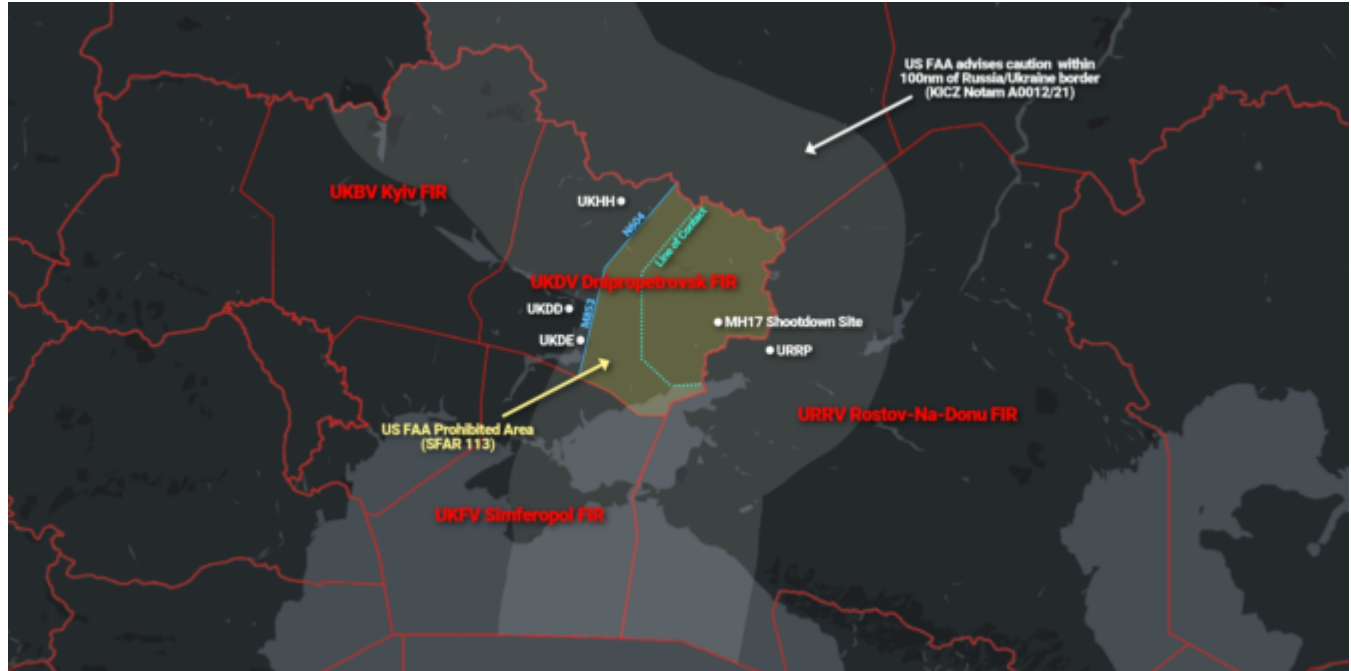 US FAA advises caution within
100nm of Russia/Ukraine border
(KICZ Notam A0012/21)
UKBV Kyiv FIR
UKHH
N604
Line of Contact
UKDV Dnipropetrovsk FIR
UKDD
M853
MH17 Shootdown Site
UKDE
URRP
URRV Rostov-Na-Donu FIR
US FAA Prohibited Area
(SFAR 113)
UKFV Simferopol FIR